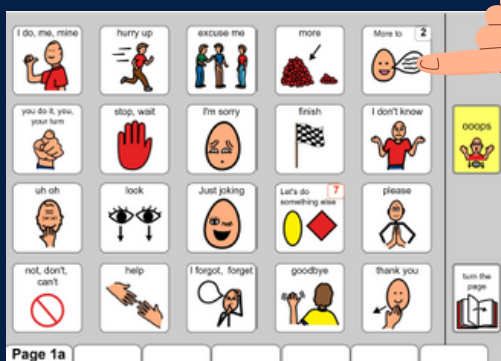 I do, me, mine
hurry up
excuse me
more
More to
2
you do it, you,
your turn
stop, wait
I'm sorry
finish
I don't know
ooops
uh oh
look
Just joking
Let's do
something else
7
please
not, don't,
can't
help
I forgot, forget
goodbye
thank you
turn the
page
Page 1a